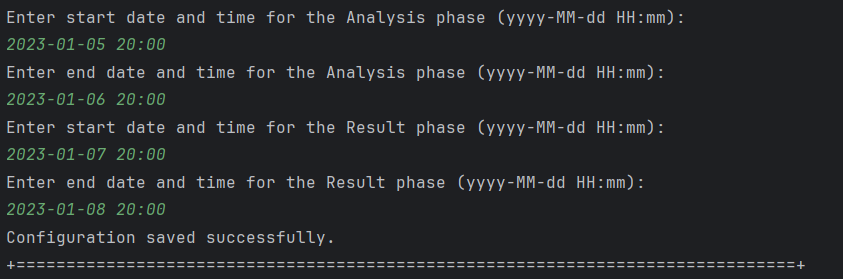 Enter start date and time for the Analysis phase (yyyy-MM-dd HH:mm):
2023-01-05 20:00
Enter end date and time for the Analysis phase (yyyy-MM-dd HH:mm):
2023-01-06 20:00
Enter start date and time for the Result phase (yyyy-MM-dd HH:mm):
2023-01-07 20:00
Enter end date and time for the Result phase (yyyy-MM-dd HH:mm):
2023-01-08 20:00
Configuration saved successfully.
+==============================================================================+